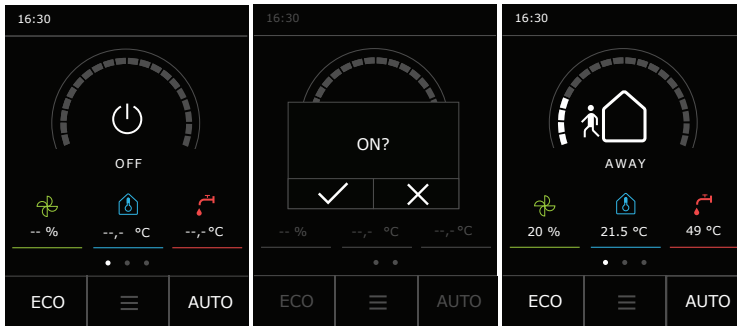 16:30
OFF
-- % --,- °C --,-°C
ECO AUTO
16:30
ON?
-- % --,- °C --,-°C
ECO AUTO
16:30
AWAY
20 % 21.5 °C 49 °C
ECO AUTO